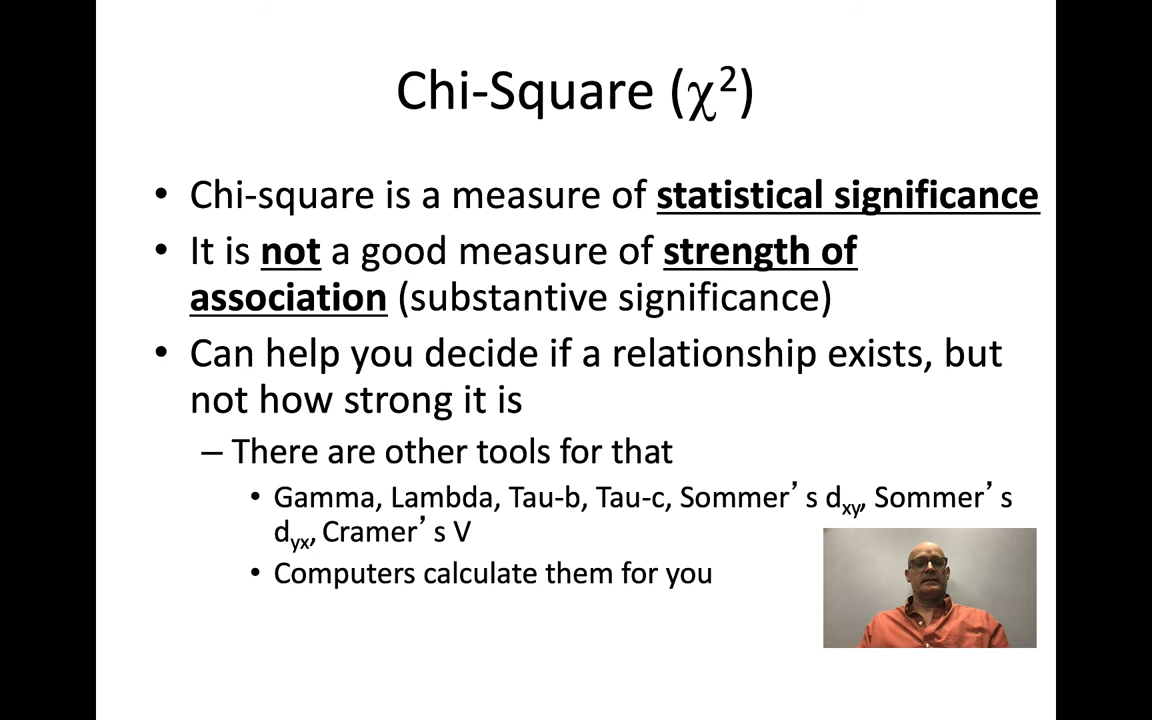 Chi-Square (χ²)
• Chi-square is a measure of statistical significance
• It is not a good measure of strength of
association (substantive significance)
• Can help you decide if a relationship exists, but
not how strong it is
– There are other tools for that
• Gamma, Lambda, Tau-b, Tau-c, Sommer’s dxy, Sommer’s
dyx, Cramer’s V
• Computers calculate them for you